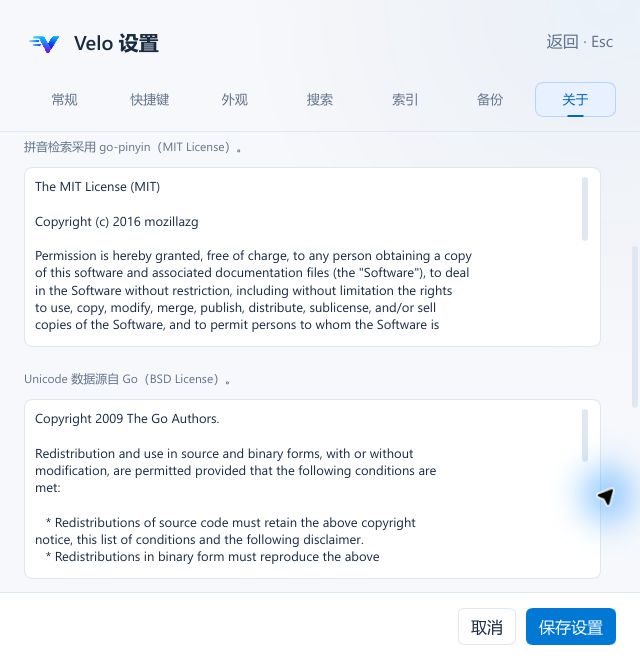 Velo 设置
返回 · Esc
常规 快捷键 外观 搜索 索引 备份 关于
拼音检索采用 go-pinyin（MIT License）。
The MIT License (MIT)
Copyright (c) 2016 mozillazg
Permission is hereby granted, free of charge, to any person obtaining a copy
of this software and associated documentation files (the "Software"), to deal
in the Software without restriction, including without limitation the rights
to use, copy, modify, merge, publish, distribute, sublicense, and/or sell
copies of the Software, and to permit persons to whom the Software is
Unicode 数据源自 Go（BSD License）。
Copyright 2009 The Go Authors.
Redistribution and use in source and binary forms, with or without
modification, are permitted provided that the following conditions are
met:
* Redistributions of source code must retain the above copyright
notice, this list of conditions and the following disclaimer.
* Redistributions in binary form must reproduce the above
取消 保存设置